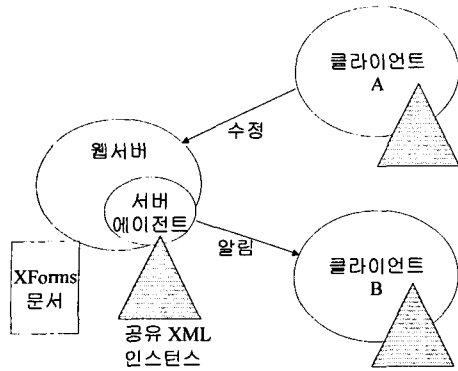 클라이언트
A
수정
웹서버
서버
에이전트
알림
클라이언트
B
XForms
문서
공유 XML
인스턴스